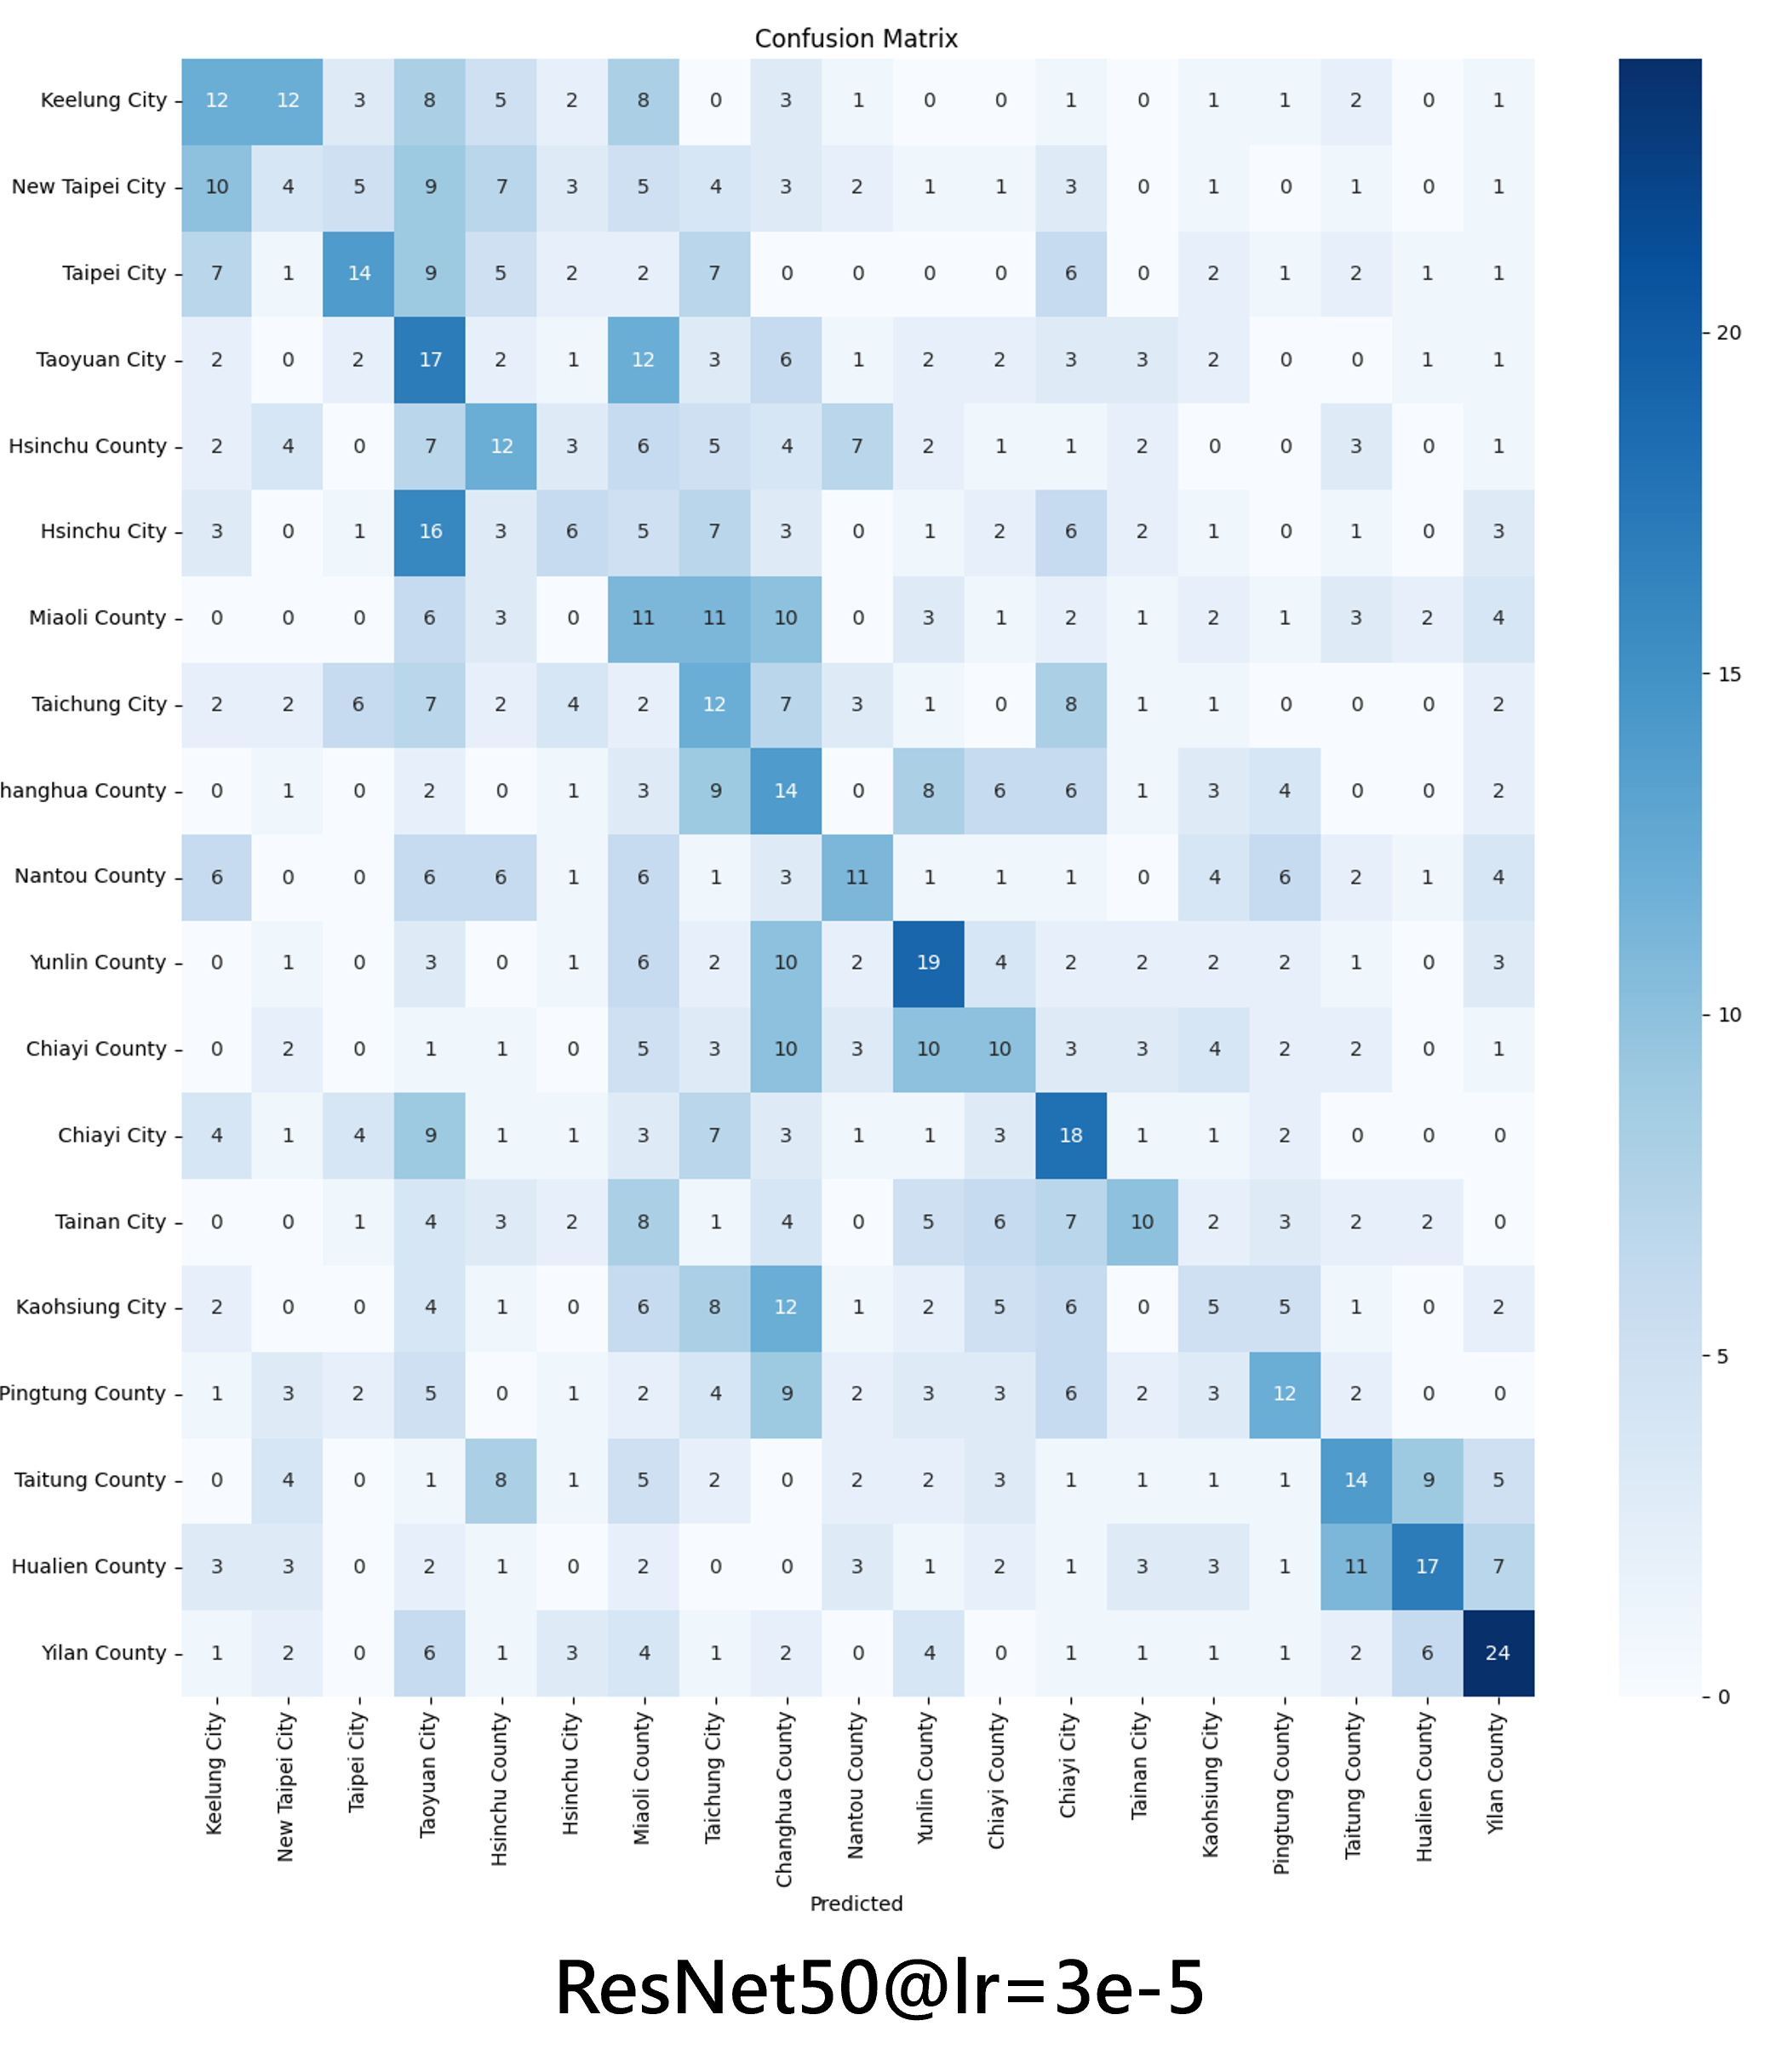 Confusion Matrix
Keelung City 12 12 3 8 5 2 8 0 3 1 0 0 1 0 1 1 2 0 1
New Taipei City 10 4 5 9 7 3 5 4 3 2 1 1 3 0 1 0 1 0 1
Taipei City 7 1 14 9 5 2 2 7 0 0 0 0 6 0 2 1 2 1 1
Taoyuan City 2 0 2 17 2 1 12 3 6 1 2 2 3 3 2 0 0 1 1
Hsinchu County 2 4 0 7 12 3 6 5 4 7 2 1 1 2 0 0 3 0 1
Hsinchu City 3 0 1 16 3 6 5 7 3 0 1 2 6 2 1 0 1 0 3
Miaoli County 0 0 0 6 3 0 11 11 10 0 3 1 2 1 2 1 3 2 4
Taichung City 2 2 6 7 2 4 2 12 7 3 1 0 8 1 1 0 0 0 2
hanghua County 0 1 0 2 0 1 3 9 14 0 8 6 6 1 3 4 0 0 2
Nantou County 6 0 0 6 6 1 6 1 3 11 1 1 1 0 4 6 2 1 4
Yunlin County 0 1 0 3 0 1 6 2 10 2 19 4 2 2 2 2 1 0 3
Chiayi County 0 2 0 1 1 0 5 3 10 3 10 10 3 3 4 2 2 0 1
Chiayi City 4 1 4 9 1 1 3 7 3 1 1 3 18 1 1 2 0 0 0
Tainan City 0 0 1 4 3 2 8 1 4 0 5 6 7 10 2 3 2 2 0
Kaohsiung City 2 0 0 4 1 0 6 8 12 1 2 5 6 0 5 5 1 0 2
Pingtung County 1 3 2 5 0 1 2 4 9 2 3 3 6 2 3 12 2 0 0
Taitung County 0 4 0 1 8 1 5 2 0 2 2 3 1 1 1 1 14 9 5
Hualien County 3 3 0 2 1 0 2 0 0 3 1 2 1 3 3 1 11 17 7
Yilan County 1 2 0 6 1 3 4 1 2 0 4 0 1 1 1 1 2 6 24
Keelung City
New Taipei City
Taipei City
Taoyuan City
Hsinchu County
Hsinchu City
Miaoli County
Taichung City
Changhua County
Nantou County
Yunlin County
Chiayi County
Chiayi City
Tainan City
Kaohsiung City
Pingtung County
Taitung County
Hualien County
Yilan County
Predicted
20
15
10
5
0
ResNet50@lr=3e-5